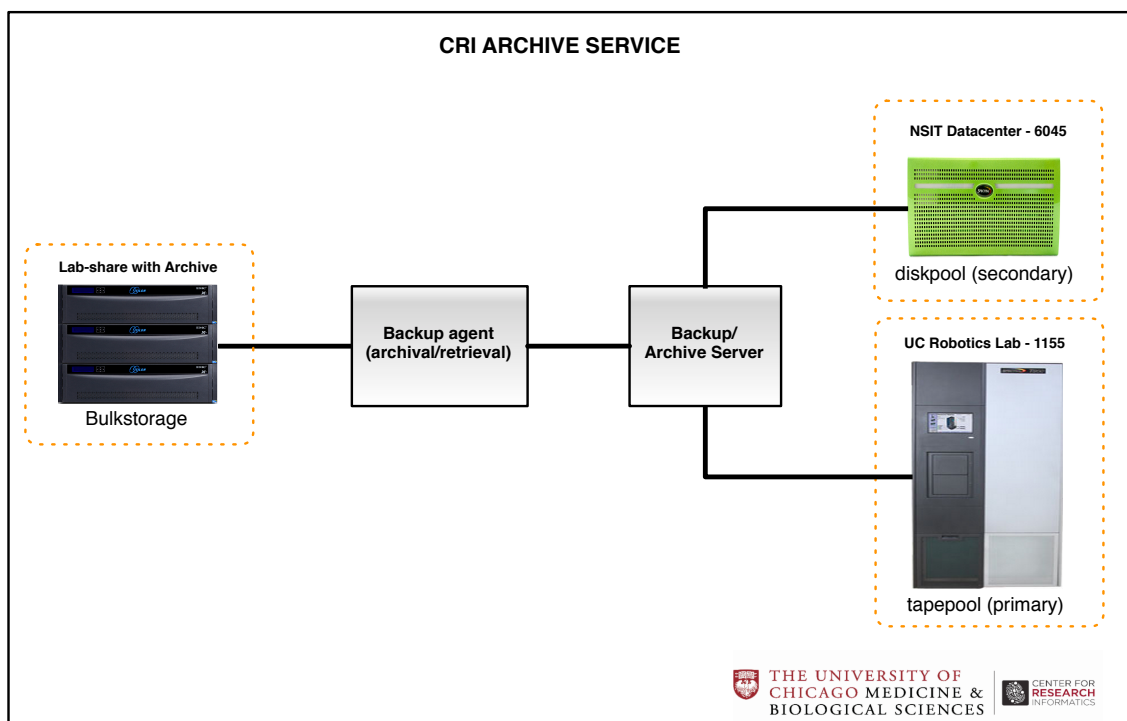 CRI ARCHIVE SERVICE
NSIT Datacenter - 6045
diskpool (secondary)
Lab-share with Archive
Bulkstorage
Backup agent
(archival/retrieval)
Backup/
Archive Server
UC Robotics Lab - 1155
tapepool (primary)
THE UNIVERSITY OF
CHICAGO MEDICINE &
BIOLOGICAL SCIENCES
CENTER FOR
RESEARCH
INFORMATICS